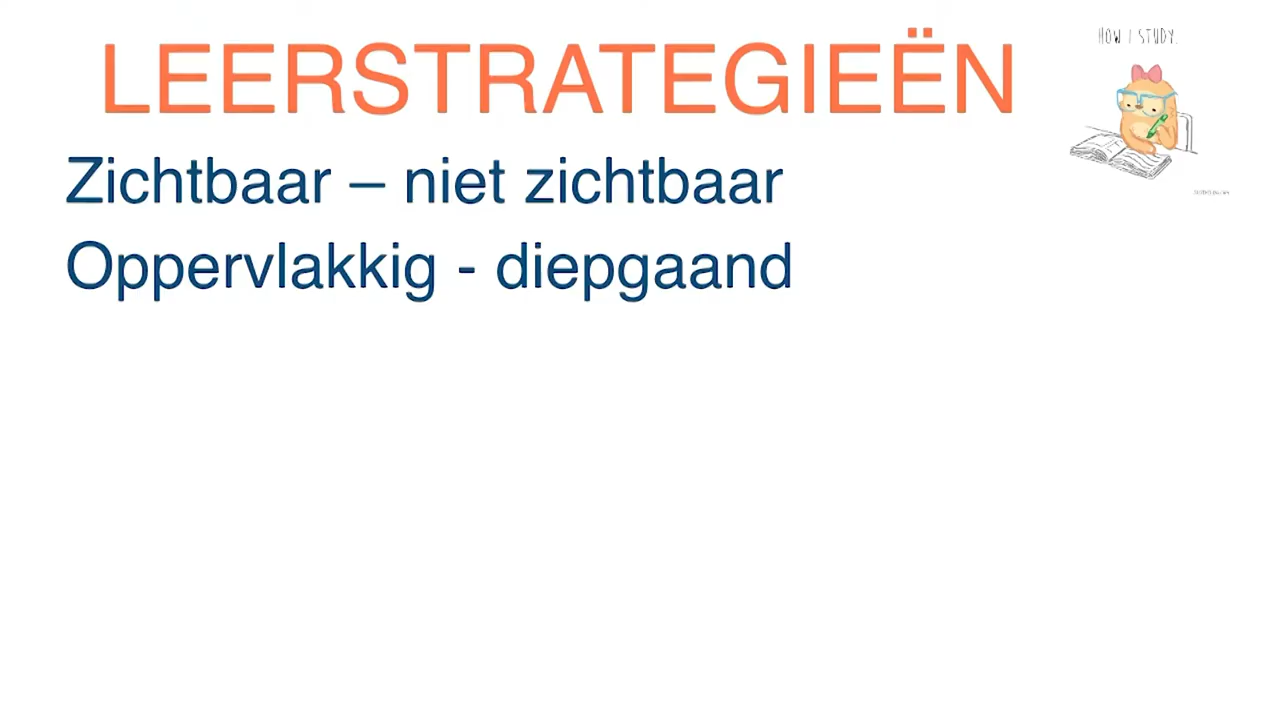 LEERSTRATEGIEËN
HOW I STUDY.
Zichtbaar – niet zichtbaar
Oppervlakkig - diepgaand